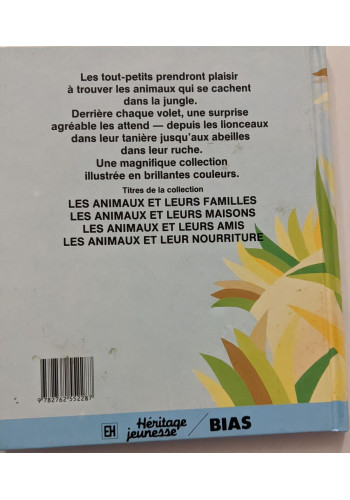 Les tout-petits prendront plaisir
à trouver les animaux qui se cachent
dans la jungle.
Derrière chaque volet, une surprise
agréable les attend — depuis les lionceaux
dans leur tanière jusqu'aux abeilles
dans leur ruche.
Une magnifique collection
illustrée en brillantes couleurs.
Titres de la collection
LES ANIMAUX ET LEURS FAMILLES
LES ANIMAUX ET LEURS MAISONS
LES ANIMAUX ET LEURS AMIS
LES ANIMAUX ET LEUR NOURRITURE
9 782762 552287
EH Héritage jeunesse / BIAS